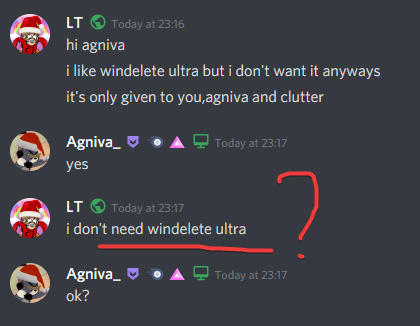 LT Today at 23:16
hi agniva
i like windelete ultra but i don't want it anyways
it's only given to you,agniva and clutter
Agniva_ Today at 23:17
yes
LT Today at 23:17
i don't need windelete ultra
?
Agniva_ Today at 23:17
ok?